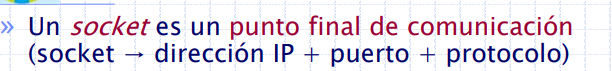 » Un socket es un punto final de comunicación
(socket → dirección IP + puerto + protocolo)